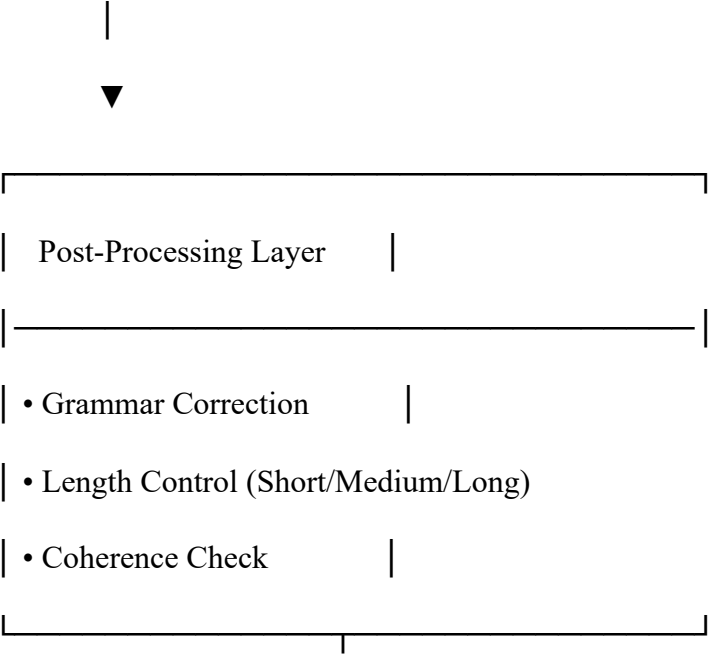 Post-Processing Layer
• Grammar Correction
• Length Control (Short/Medium/Long)
• Coherence Check